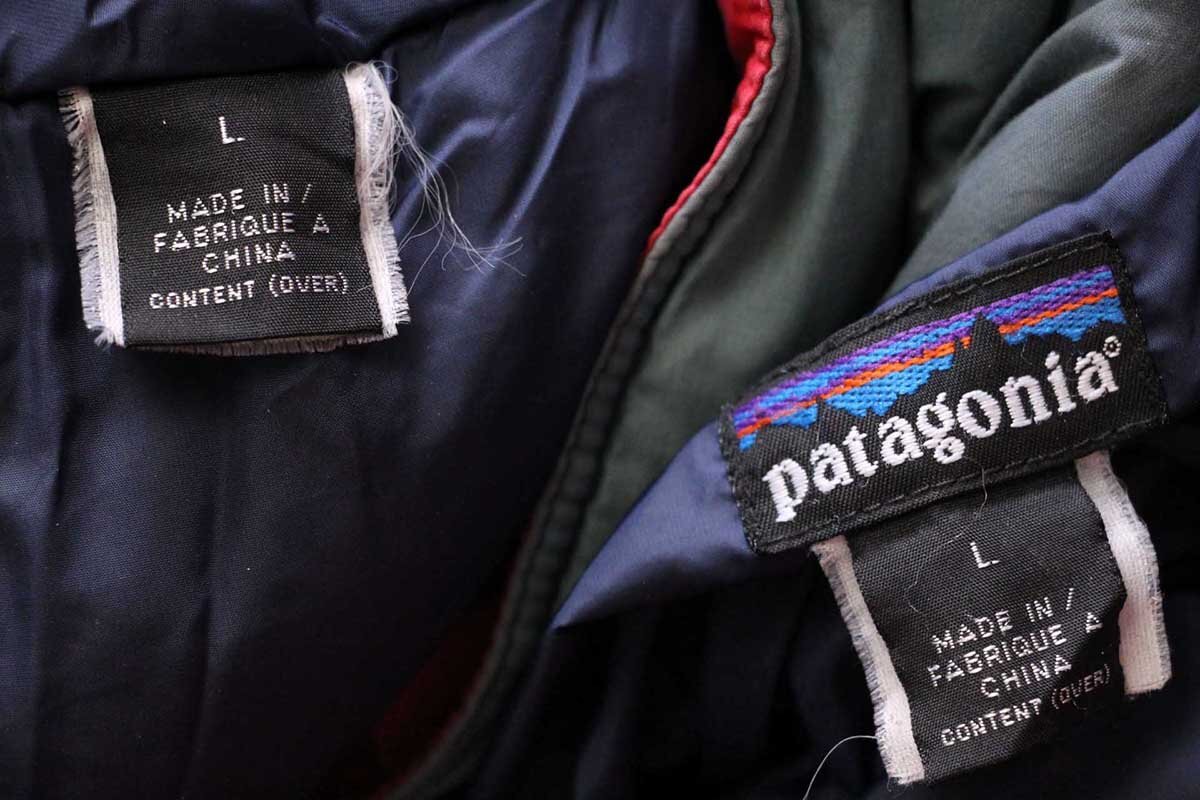 L
MADE IN /
FABRIQUE A
CHINA
CONTENT (OVER)
patagonia®
L
MADE IN /
FABRIQUE A
CHINA
CONTENT (OVER)